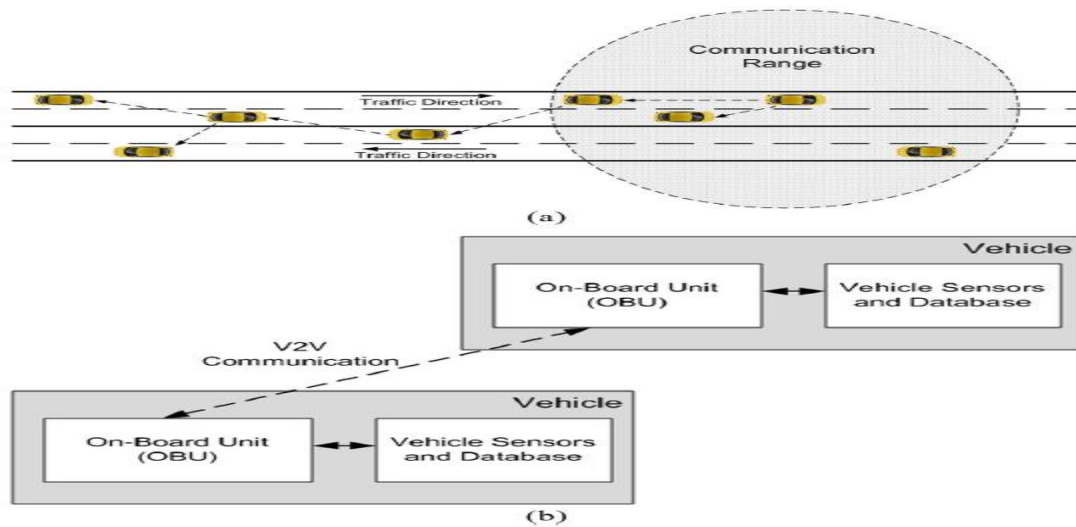 Communication
Range
Traffic Direction
Traffic Direction
(a)
Vehicle
On-Board Unit
(OBU)
Vehicle Sensors
and Database
V2V
Communication
Vehicle
On-Board Unit
(OBU)
Vehicle Sensors
and Database
(b)